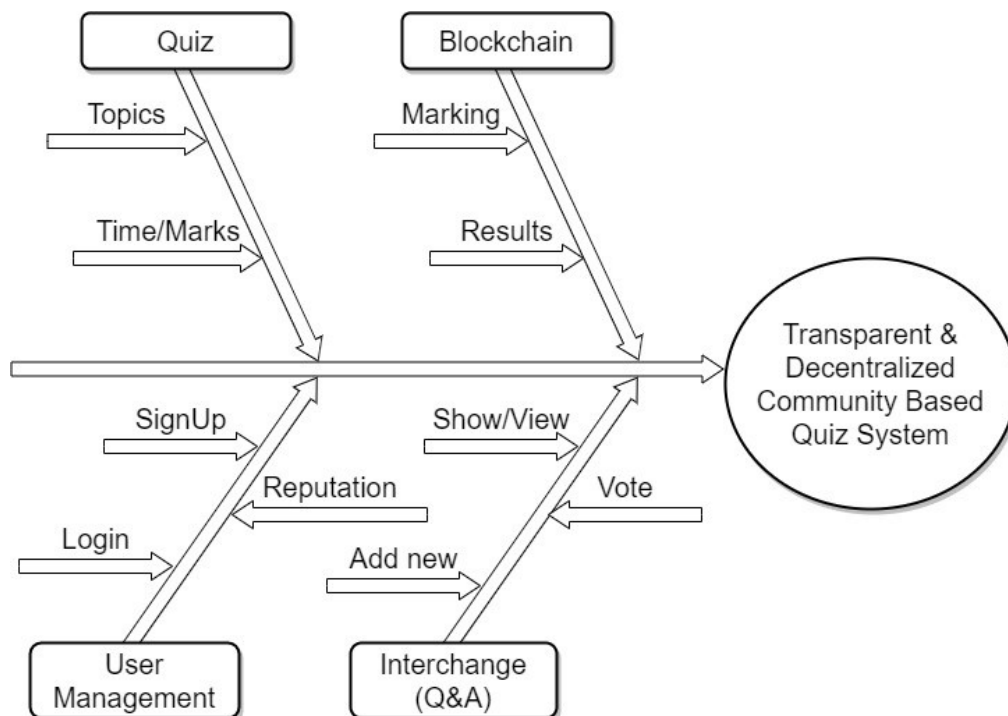 Quiz
Blockchain
Topics
Marking
Time/Marks
Results
Transparent &
Decentralized
Community Based
Quiz System
SignUp
Show/View
Reputation
Vote
Login
Add new
User
Management
Interchange
(Q&A)